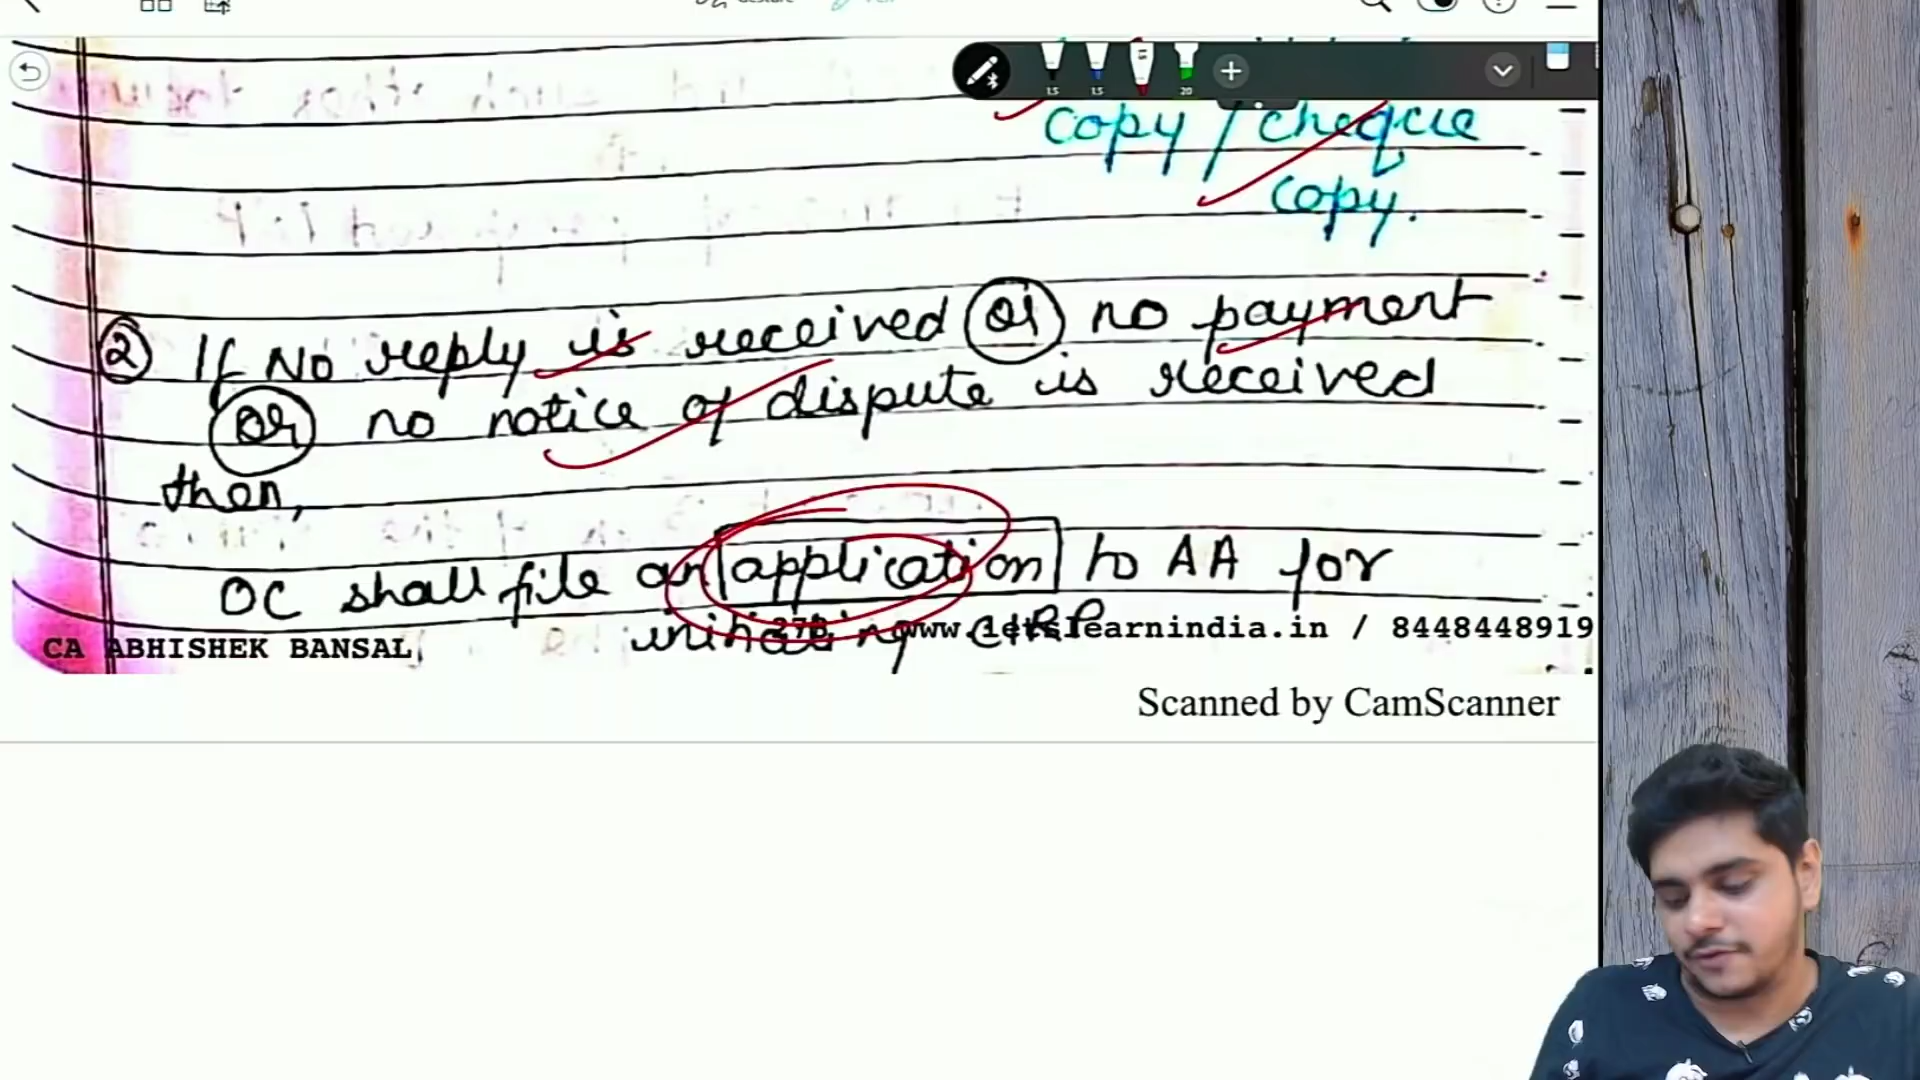 copy / cheque
copy.
② If No reply is received or no payment
or no notice of dispute is received
then,
OC shall file an application to AA for
initiating CIRP
CA ABHISHEK BANSAL
www.letslearnindia.in / 8448448919
Scanned by CamScanner